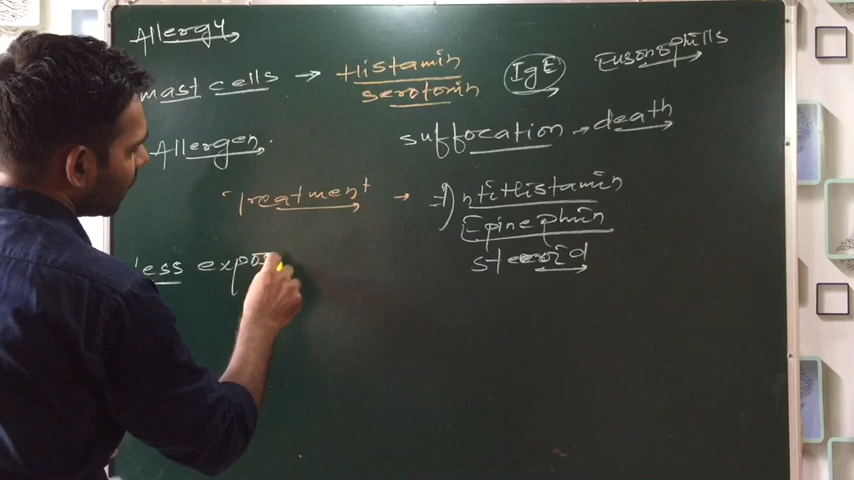 Allergy
mast cells → Histamin IgE Eusonophills
serotonin
Allergen. suffocation → death
Treatment → Antihistamin
Epinephrin
steroid
less expos